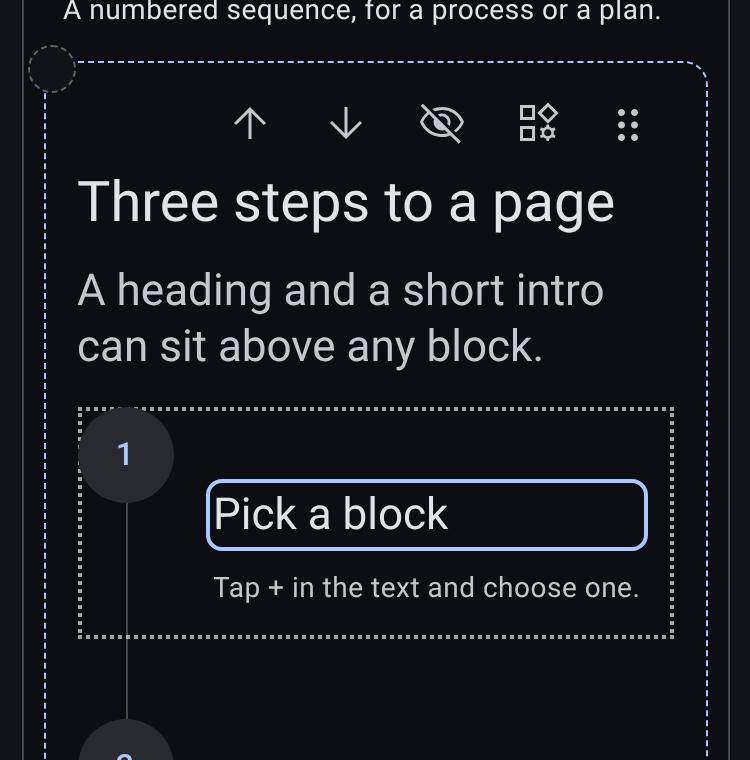 A numbered sequence, for a process or a plan.
Three steps to a page
A heading and a short intro
can sit above any block.
1
Pick a block
Tap + in the text and choose one.